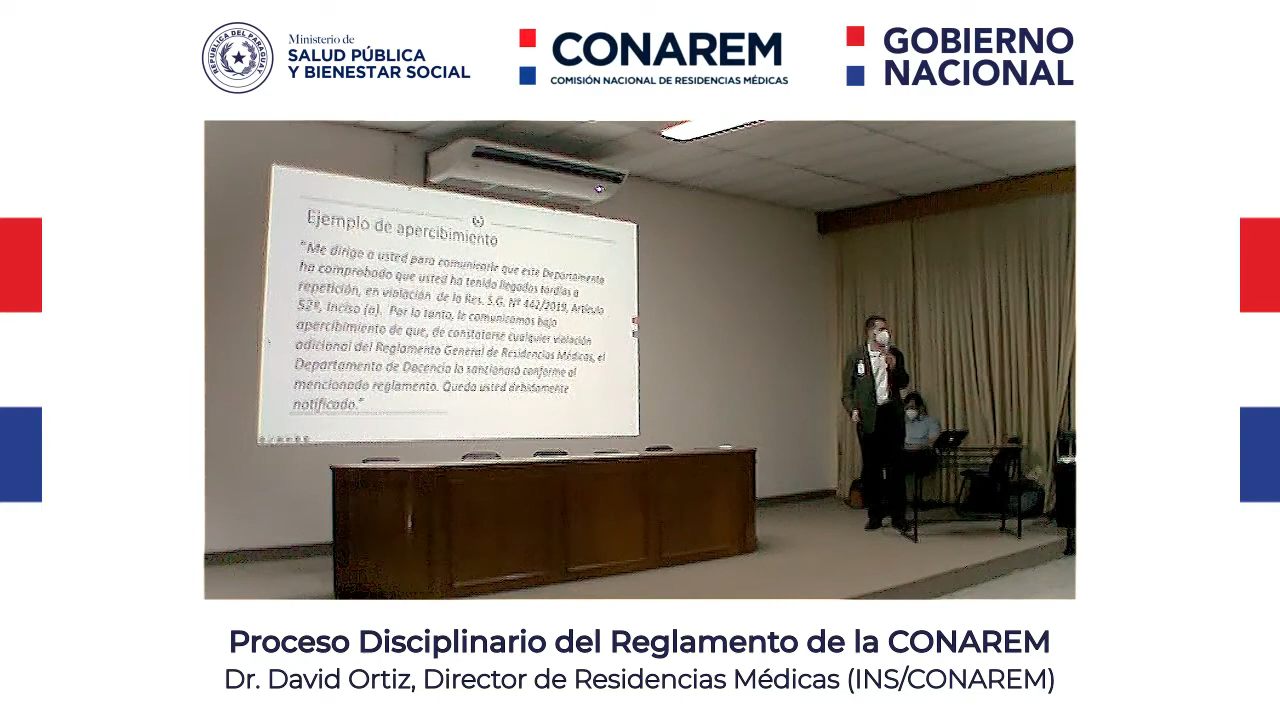 REPÚBLICA DEL PARAGUAY
Ministerio de
SALUD PÚBLICA
Y BIENESTAR SOCIAL
CONAREM
COMISIÓN NACIONAL DE RESIDENCIAS MÉDICAS
GOBIERNO
NACIONAL
Ejemplo de apercibimiento
"Me dirijo a usted para comunicarle que este Departamento
ha comprobado que usted ha tenido llegadas tardías a
repetición, en violación de la Res. S.G. Nº 462/2019, Artículo
52º, Inciso (a). Por lo tanto, le comunicamos bajo
apercibimiento de que, de constatarse cualquier violación
adicional del Reglamento General de Residencias Médicas, el
Departamento de Docencia lo sancionará conforme al
mencionado reglamento. Queda usted debidamente
notificado."
Proceso Disciplinario del Reglamento de la CONAREM
Dr. David Ortiz, Director de Residencias Médicas (INS/CONAREM)